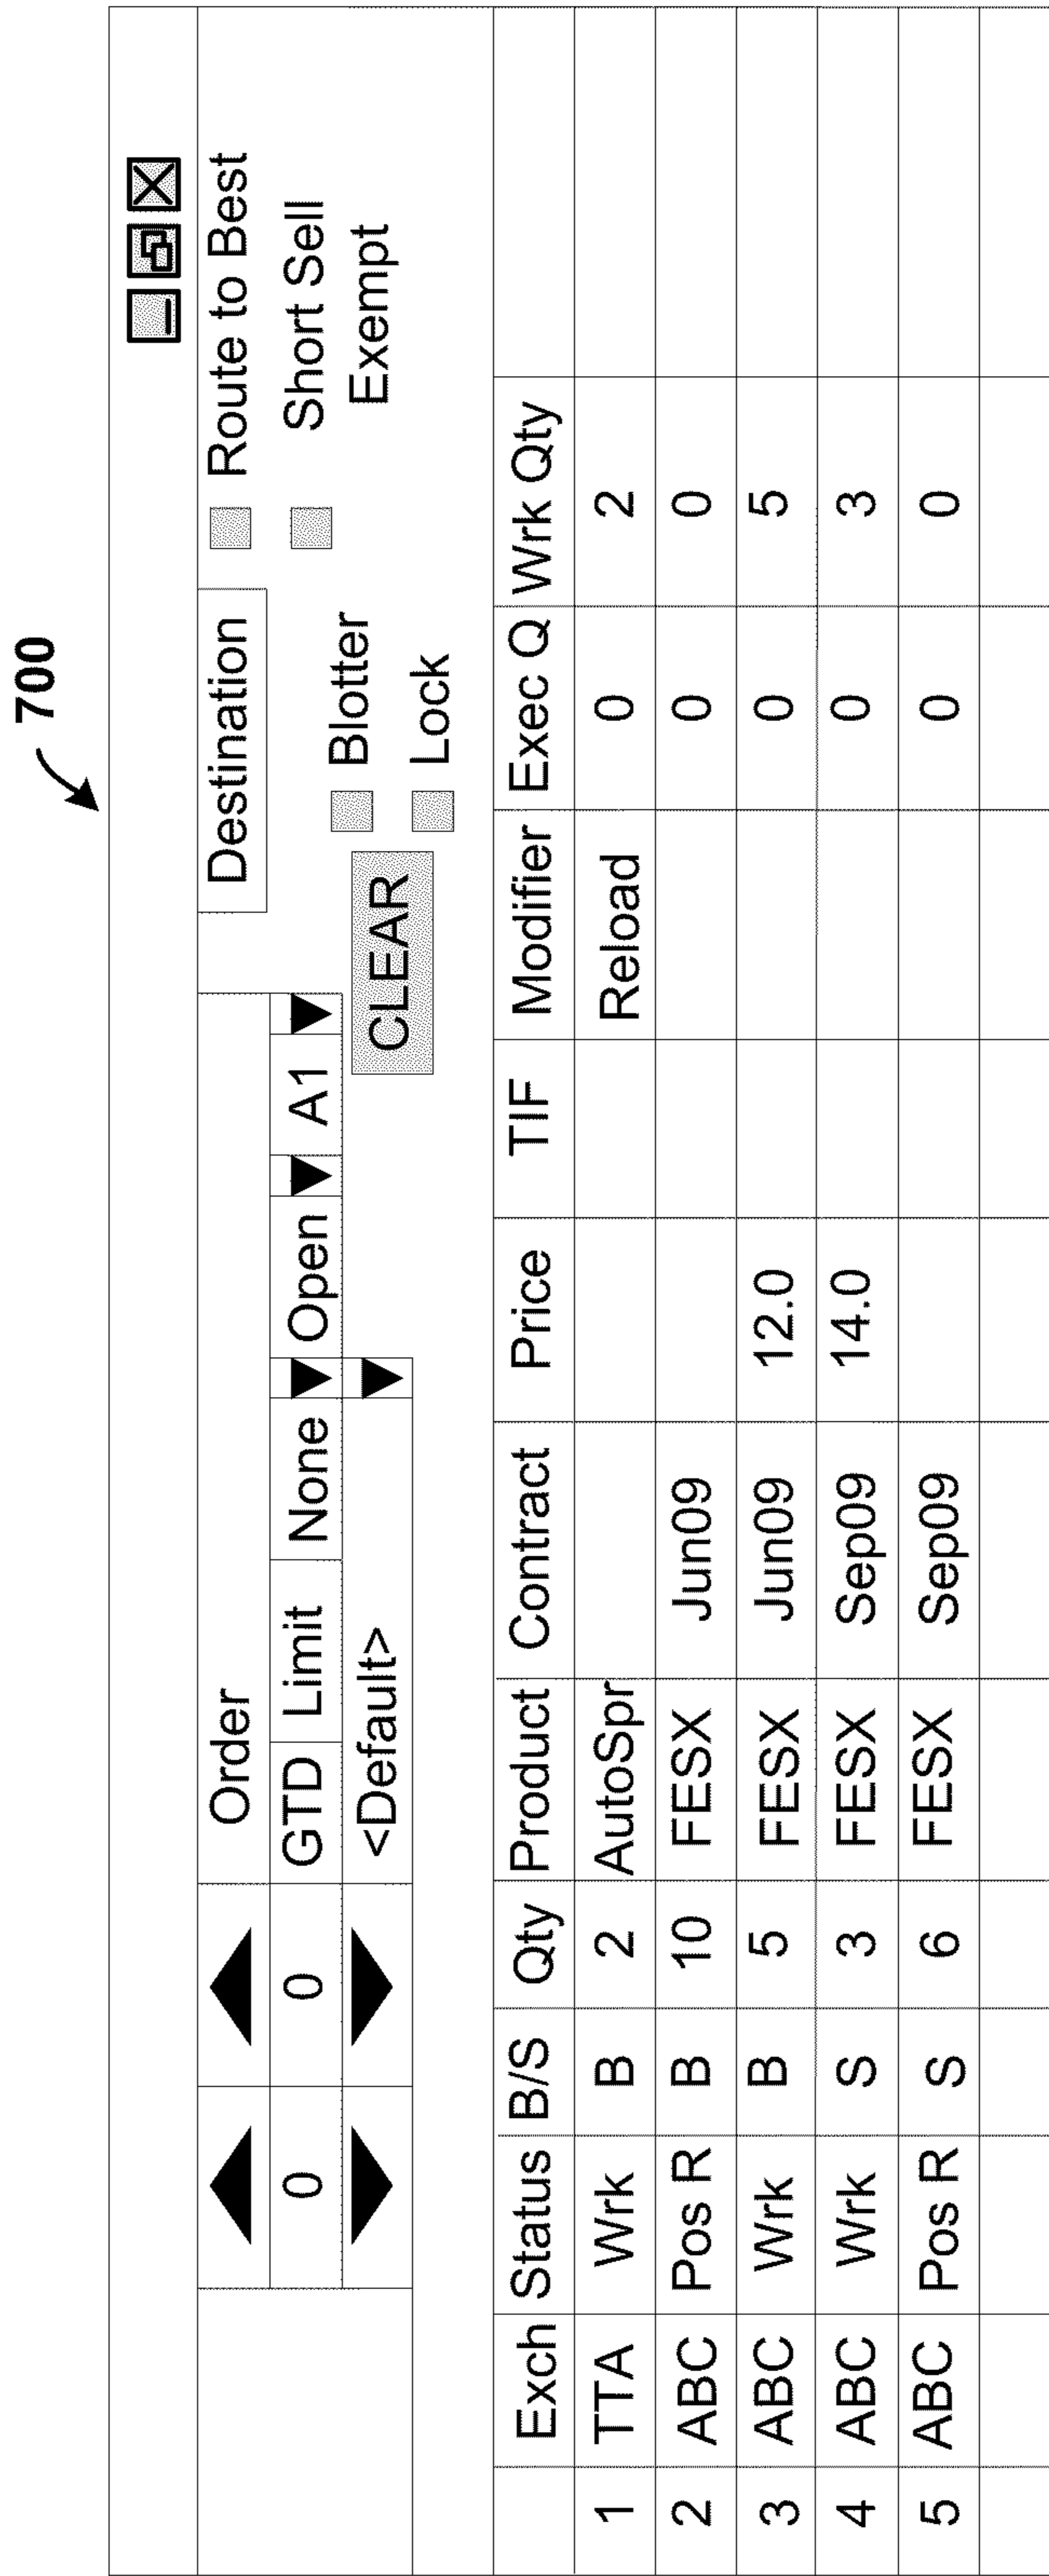 700
Order Destination Route to Best
0 0 GTD Limit None Open A1 Short Sell
<Default> CLEAR Blotter Exempt
Lock
Exch Status B/S Qty Product Contract Price TIF Modifier Exec Q Wrk Qty
1 TTA Wrk B 2 AutoSpr Reload 0 2
2 ABC Pos R B 10 FESX Jun09 0 0
3 ABC Wrk B 5 FESX Jun09 12.0 0 5
4 ABC Wrk S 3 FESX Sep09 14.0 0 3
5 ABC Pos R S 6 FESX Sep09 0 0